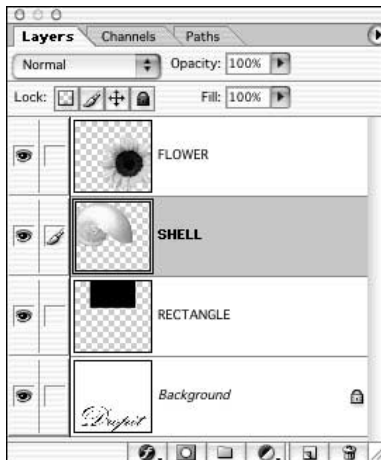 Layers Channels Paths
Normal Opacity: 100%
Lock: Fill: 100%
FLOWER
SHELL
RECTANGLE
Background